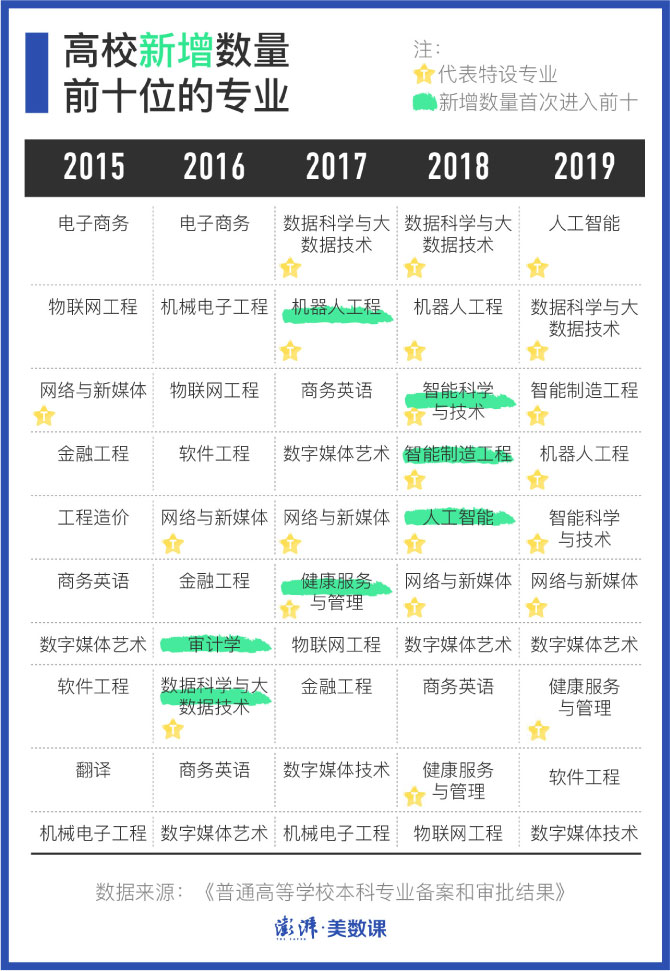 高校新增数量
前十位的专业
注：
T代表特设专业
新增数量首次进入前十
2015 2016 2017 2018 2019
电子商务 电子商务 数据科学与大 数据科学与大 人工智能
数据技术 数据技术
T T T
物联网工程 机械电子工程 机器人工程 机器人工程 数据科学与大
数据技术
T T T
网络与新媒体 物联网工程 商务英语 智能科学 智能制造工程
T T 与技术 T
金融工程 软件工程 数字媒体艺术 智能制造工程 机器人工程
T T
工程造价 网络与新媒体 网络与新媒体 人工智能 智能科学
T T T T 与技术
商务英语 金融工程 健康服务 网络与新媒体 网络与新媒体
T 与管理 T T
数字媒体艺术 审计学 物联网工程 数字媒体艺术 数字媒体艺术
软件工程 数据科学与大 金融工程 商务英语 健康服务
数据技术 与管理
T T
翻译 商务英语 数字媒体技术 健康服务 软件工程
T 与管理
机械电子工程 数字媒体艺术 机械电子工程 物联网工程 数字媒体技术
数据来源：《普通高等学校本科专业备案和审批结果》
澎湃·美数课
THE PAPER